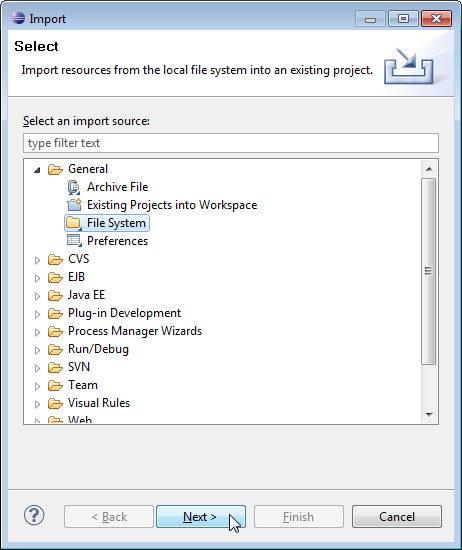 Import
Select
Import resources from the local file system into an existing project.
Select an import source:
type filter text
General
Archive File
Existing Projects into Workspace
File System
Preferences
CVS
EJB
Java EE
Plug-in Development
Process Manager Wizards
Run/Debug
SVN
Team
Visual Rules
Web
?
< Back
Next >
Finish
Cancel